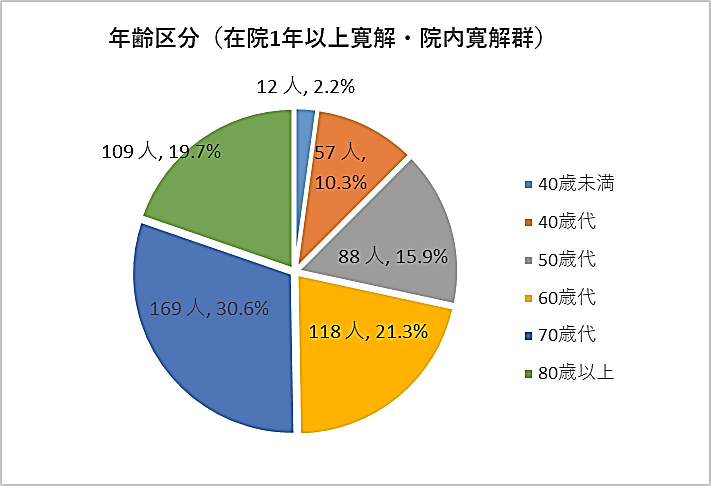 年齢区分（在院1年以上寛解・院内寛解群）
12 人, 2.2%
57 人,
10.3%
88 人, 15.9%
118 人, 21.3%
169 人, 30.6%
109 人, 19.7%
40歳未満
40歳代
50歳代
60歳代
70歳代
80歳以上